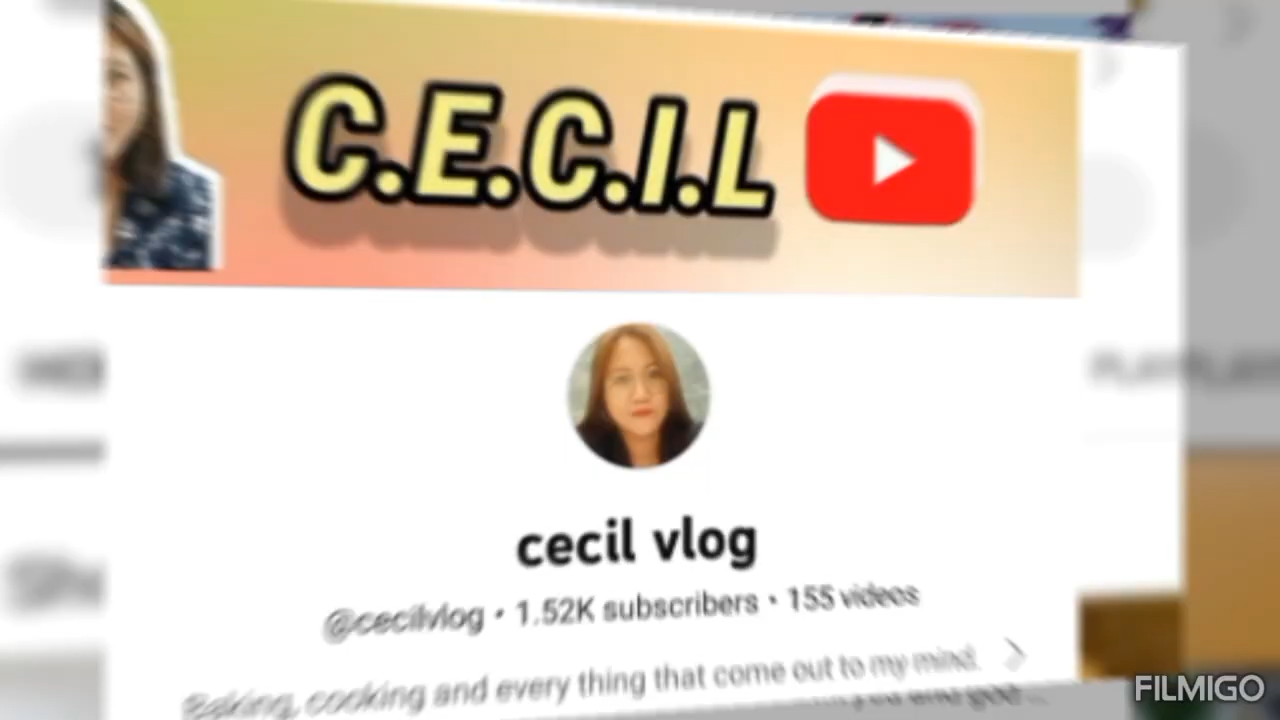 C.E.C.I.L
cecil vlog
@cecilvlog • 1.52K subscribers • 155 videos
Baking, cooking and every thing that come out to my mind.
FILMIGO